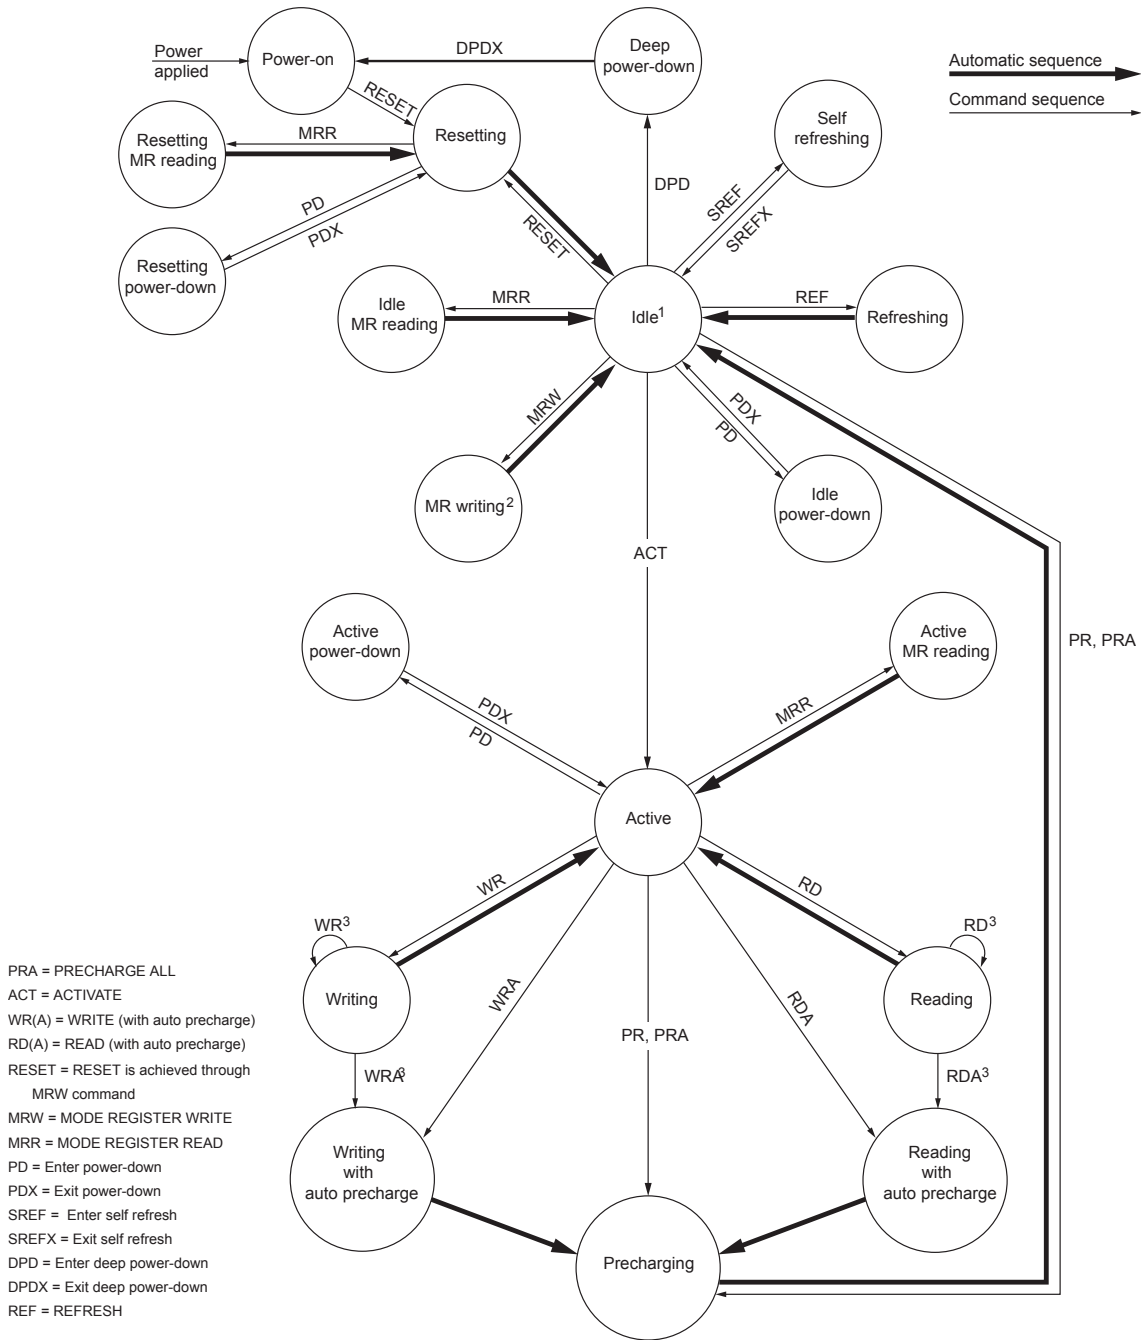 Power
applied
Power-on
DPDX
Deep
power-down
Automatic sequence
Command sequence
RESET
Resetting
MR reading
MRR
Resetting
Self
refreshing
DPD
SREF
SREFX
PD
PDX
RESET
Resetting
power-down
Idle
MR reading
MRR
Idle1
REF
Refreshing
MRW
PDX
PD
MR writing2
Idle
power-down
ACT
Active
power-down
Active
MR reading
PR, PRA
PDX
PD
MRR
Active
WR
RD
WR3
RD3
Writing
WRA
RDA
Reading
PR, PRA
WRA3
RDA3
Writing
with
auto precharge
Reading
with
auto precharge
Precharging
PRA = PRECHARGE ALL
ACT = ACTIVATE
WR(A) = WRITE (with auto precharge)
RD(A) = READ (with auto precharge)
RESET = RESET is achieved through
MRW command
MRW = MODE REGISTER WRITE
MRR = MODE REGISTER READ
PD = Enter power-down
PDX = Exit power-down
SREF = Enter self refresh
SREFX = Exit self refresh
DPD = Enter deep power-down
DPDX = Exit deep power-down
REF = REFRESH